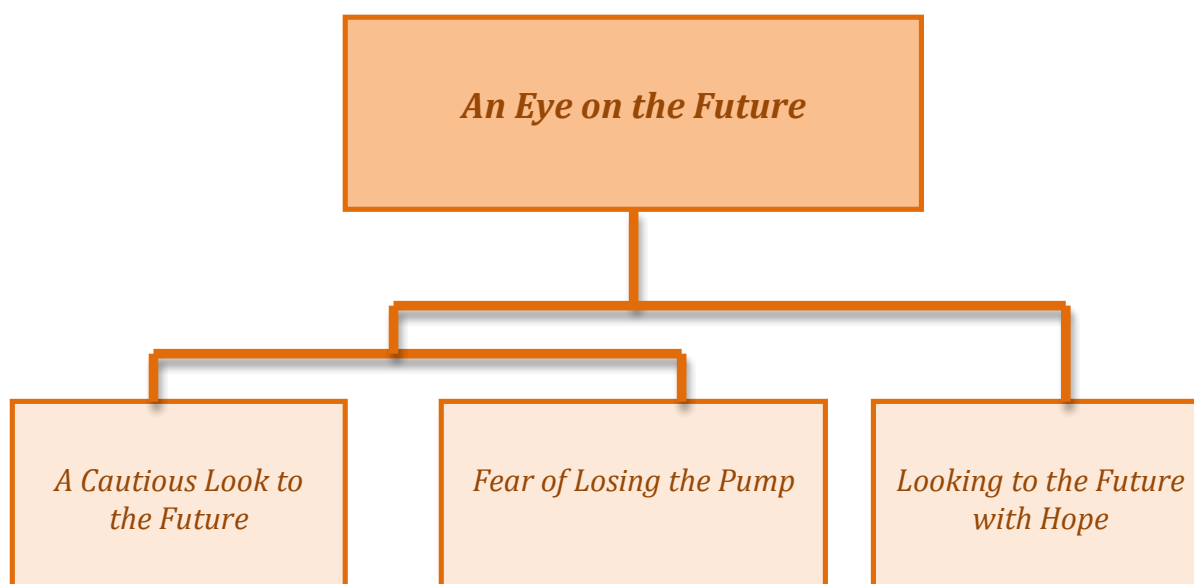 An Eye on the Future
A Cautious Look to
the Future
Fear of Losing the Pump
Looking to the Future
with Hope